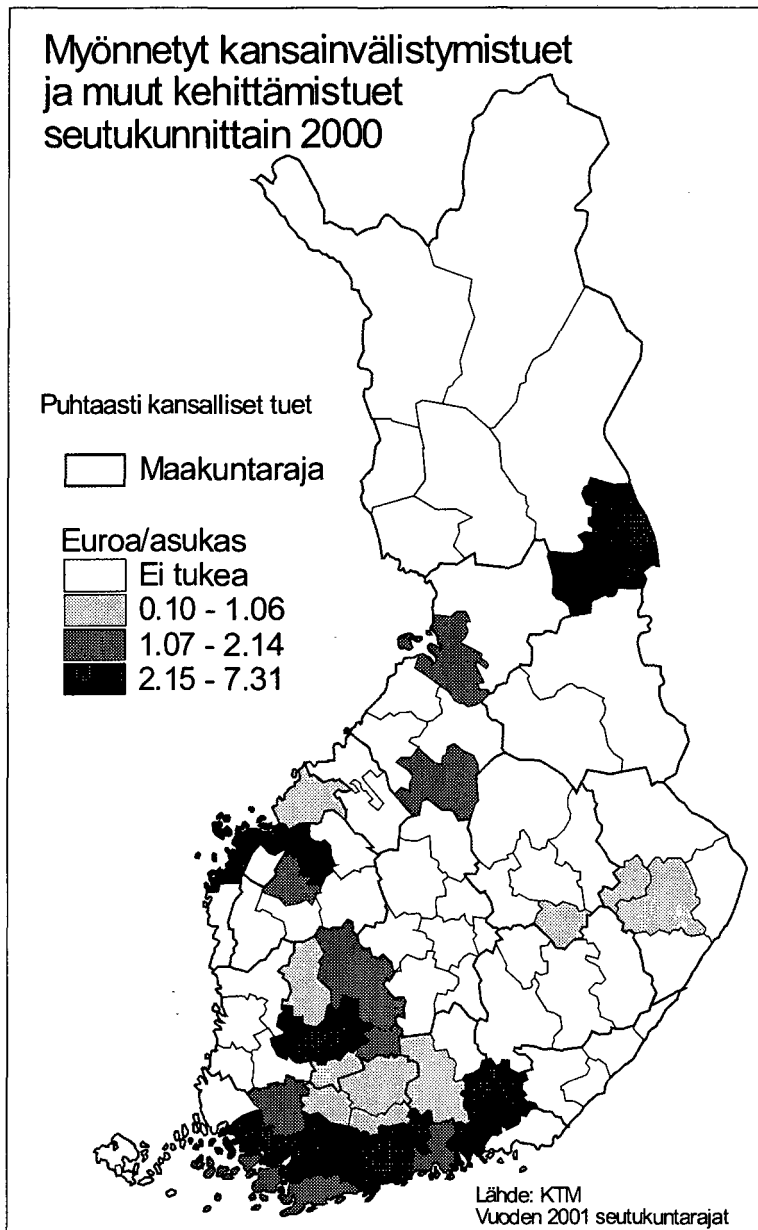 Myönnetyt kansainvälistymistuet
ja muut kehittämistuet
seutukunnittain 2000
Puhtaasti kansalliset tuet
Maakuntaraja
Euroa/asukas
Ei tukea
0.10 - 1.06
1.07 - 2.14
2.15 - 7.31
Lähde: KTM
Vuoden 2001 seutukuntarajat